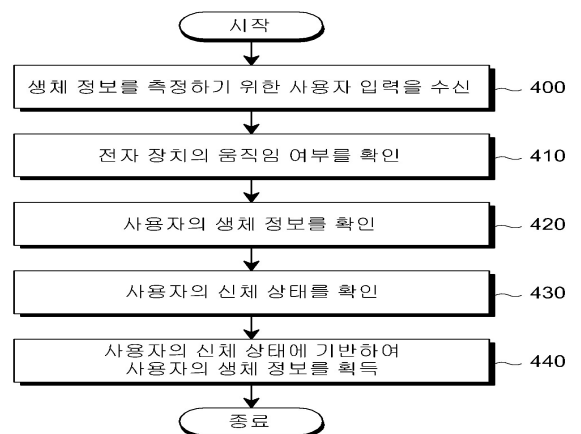 시작
생체 정보를 측정하기 위한 사용자 입력을 수신
400
전자 장치의 움직임 여부를 확인
410
사용자의 생체 정보를 확인
420
사용자의 신체 상태를 확인
430
사용자의 신체 상태에 기반하여
사용자의 생체 정보를 획득
440
종료